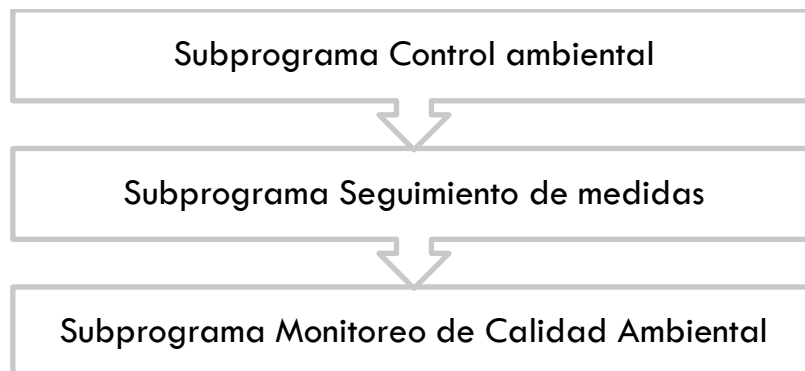 Subprograma Control ambiental
Subprograma Seguimiento de medidas
Subprograma Monitoreo de Calidad Ambiental